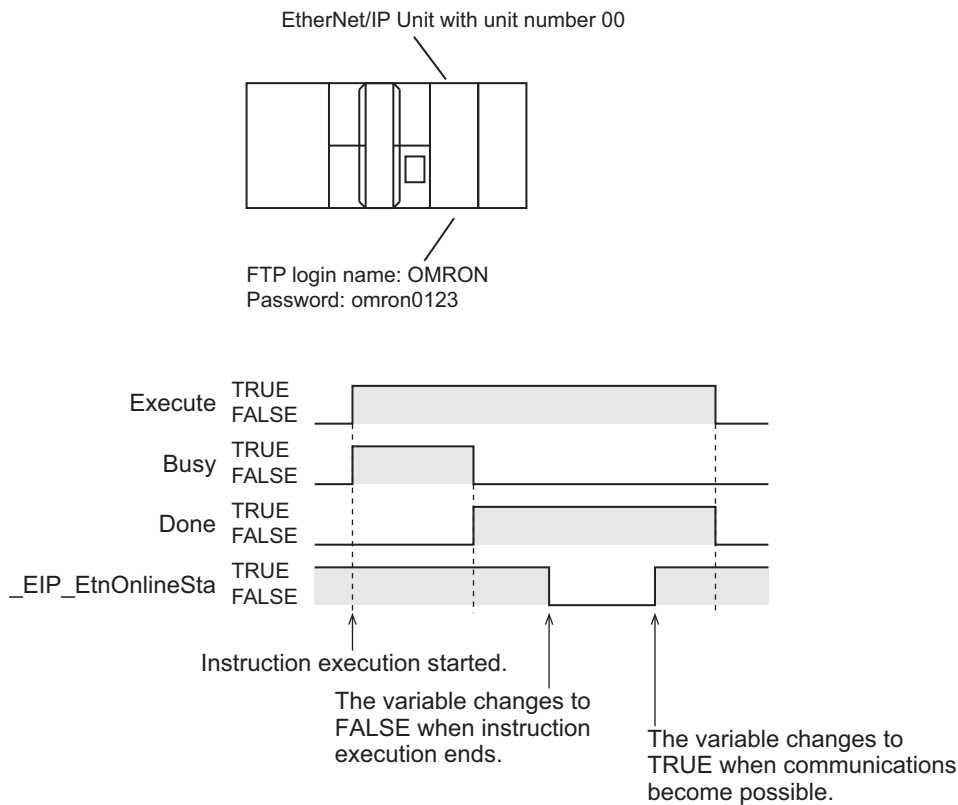 EtherNet/IP Unit with unit number 00
FTP login name: OMRON
Password: omron0123
Execute TRUE
FALSE
Busy TRUE
FALSE
Done TRUE
FALSE
_EIP_EtnOnlineSta TRUE
FALSE
Instruction execution started.
The variable changes to
FALSE when instruction
execution ends.
The variable changes to
TRUE when communications
become possible.